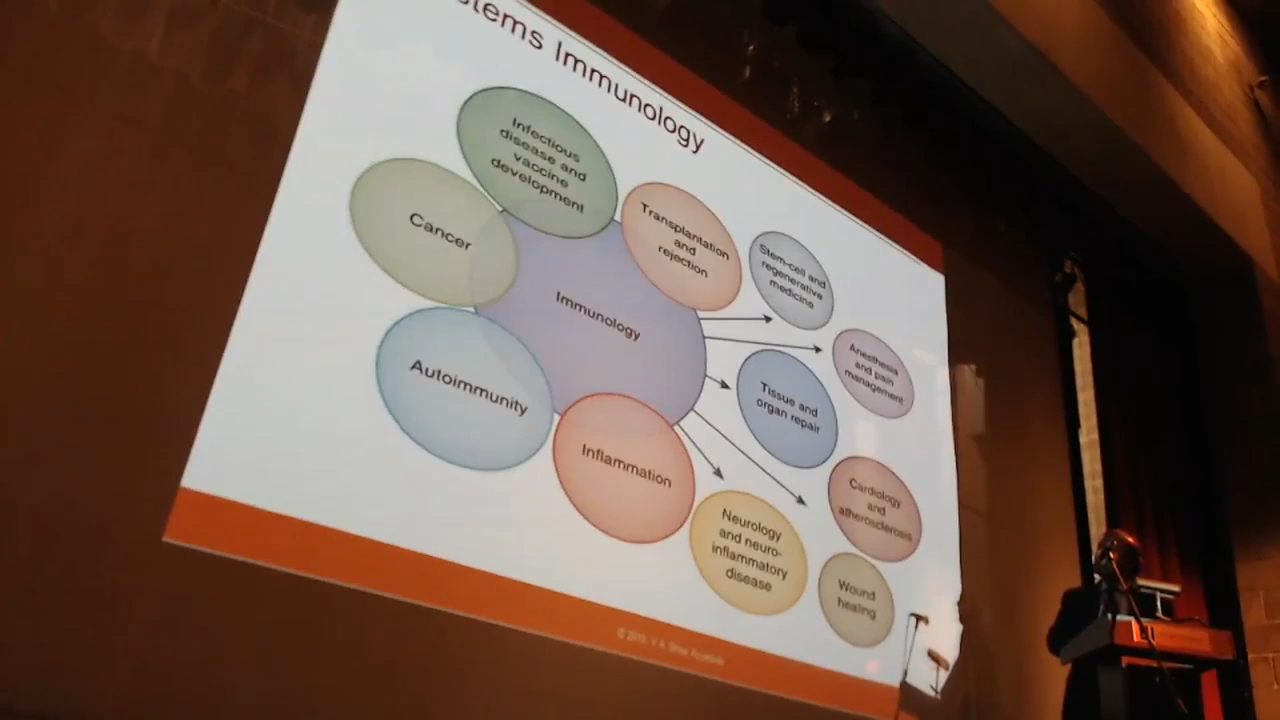 stems Immunology
Infectious
disease and
vaccine
development
Cancer
Transplantation
and
rejection
Stem-cell and
regenerative
medicine
Immunology
Anesthesia
and pain
management
Autoimmunity
Tissue and
organ repair
Inflammation
Cardiology
and
atherosclerosis
Neurology
and neuro-
inflammatory
disease
Wound
healing